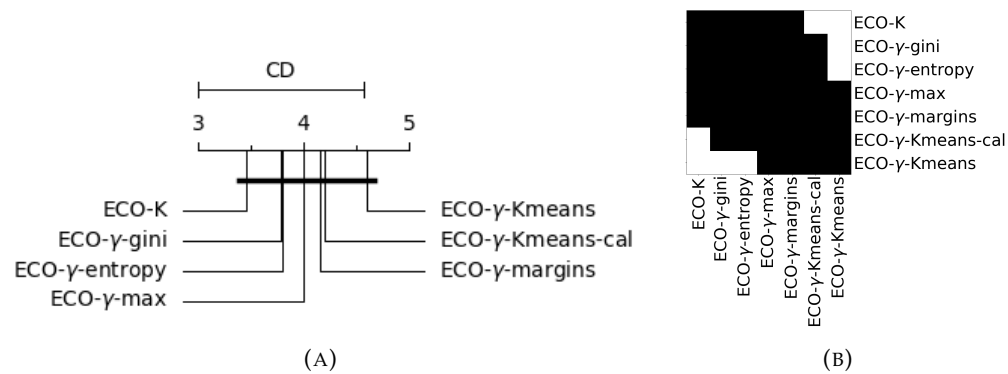 CD
3 4 5
ECO-K
ECO-γ-gini
ECO-γ-entropy
ECO-γ-max
ECO-γ-Kmeans
ECO-γ-Kmeans-cal
ECO-γ-margins
(A)
ECO-K
ECO-γ-gini
ECO-γ-entropy
ECO-γ-max
ECO-γ-margins
ECO-γ-Kmeans-cal
ECO-γ-Kmeans
ECO-K
ECO-γ-gini
ECO-γ-entropy
ECO-γ-max
ECO-γ-margins
ECO-γ-Kmeans-cal
ECO-γ-Kmeans
(B)